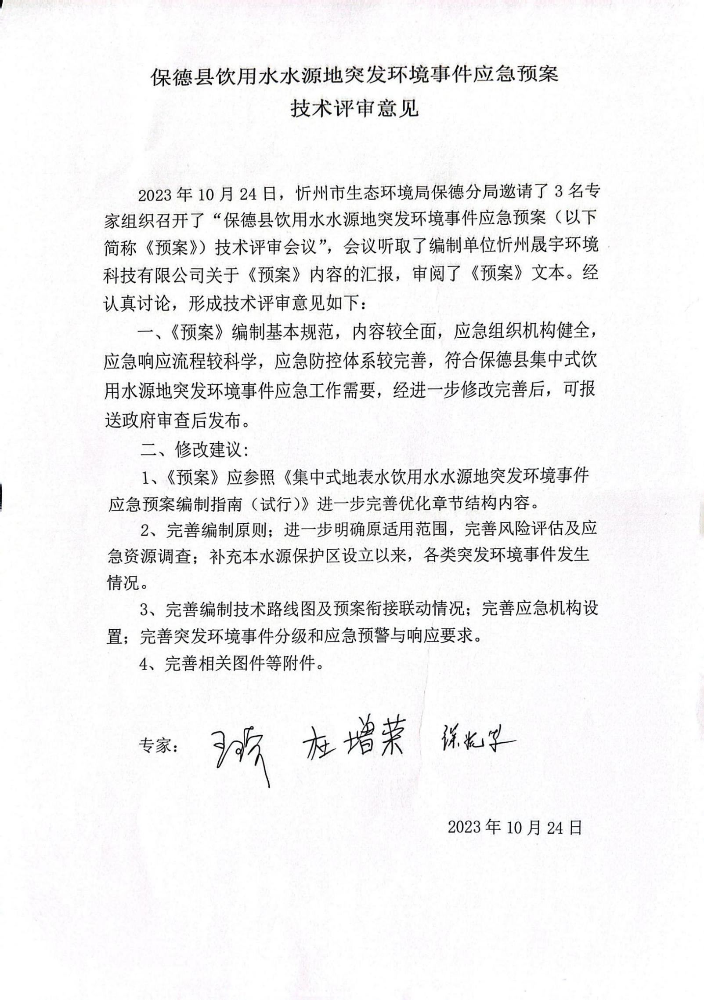 保德县饮用水水源地突发环境事件应急预案
技术评审意见
2023 年 10 月 24 日，忻州市生态环境局保德分局邀请了 3 名专
家组织召开了“保德县饮用水水源地突发环境事件应急预案（以下
简称《预案》）技术评审会议”，会议听取了编制单位忻州晟宇环境
科技有限公司关于《预案》内容的汇报，审阅了《预案》文本。经
认真讨论，形成技术评审意见如下：
一、《预案》编制基本规范，内容较全面，应急组织机构健全，
应急响应流程较科学，应急防控体系较完善，符合保德县集中式饮
用水源地突发环境事件应急工作需要，经进一步修改完善后，可报
送政府审查后发布。
二、修改建议：
1、《预案》应参照《集中式地表水饮用水水源地突发环境事件
应急预案编制指南（试行）》进一步完善优化章节结构内容。
2、完善编制原则；进一步明确原适用范围，完善风险评估及应
急资源调查；补充本水源保护区设立以来，各类突发环境事件发生
情况。
3、完善编制技术路线图及预案衔接联动情况；完善应急机构设
置；完善突发环境事件分级和应急预警与响应要求。
4、完善相关图件等附件。
专家： 杜增荣
2023 年 10 月 24 日